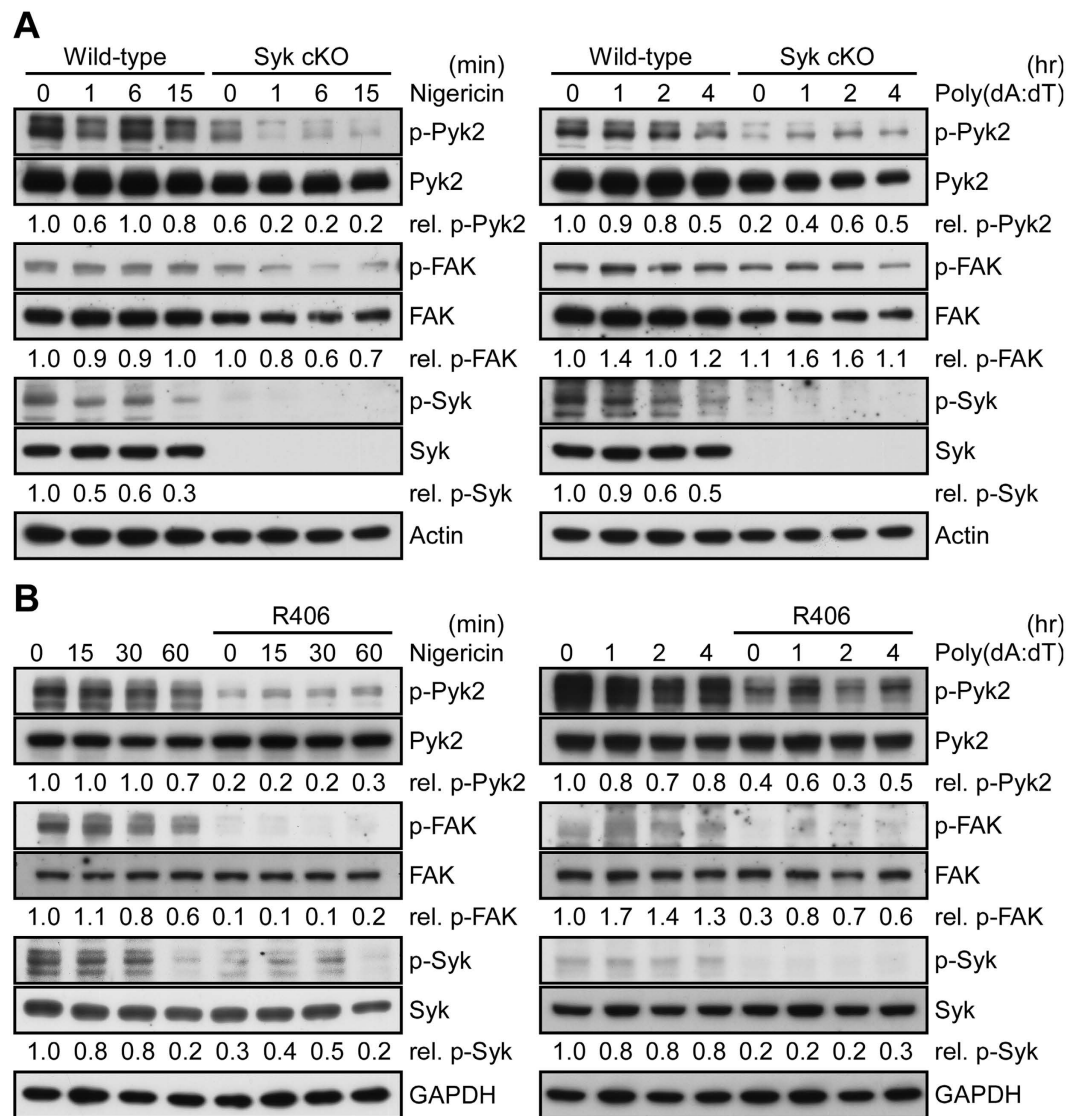 A
Wild-type Syk cKO (min)
0 1 6 15 0 1 6 15 Nigericin
p-Pyk2
Pyk2
1.0 0.6 1.0 0.8 0.6 0.2 0.2 0.2 rel. p-Pyk2
p-FAK
FAK
1.0 0.9 0.9 1.0 1.0 0.8 0.6 0.7 rel. p-FAK
p-Syk
Syk
1.0 0.5 0.6 0.3 rel. p-Syk
Actin
Wild-type Syk cKO (hr)
0 1 2 4 0 1 2 4 Poly(dA:dT)
p-Pyk2
Pyk2
1.0 0.9 0.8 0.5 0.2 0.4 0.6 0.5 rel. p-Pyk2
p-FAK
FAK
1.0 1.4 1.0 1.2 1.1 1.6 1.6 1.1 rel. p-FAK
p-Syk
Syk
1.0 0.9 0.6 0.5 rel. p-Syk
Actin
B
R406 (min)
0 15 30 60 0 15 30 60 Nigericin
p-Pyk2
Pyk2
1.0 1.0 1.0 0.7 0.2 0.2 0.2 0.3 rel. p-Pyk2
p-FAK
FAK
1.0 1.1 0.8 0.6 0.1 0.1 0.1 0.2 rel. p-FAK
p-Syk
Syk
1.0 0.8 0.8 0.2 0.3 0.4 0.5 0.2 rel. p-Syk
GAPDH
R406 (hr)
0 1 2 4 0 1 2 4 Poly(dA:dT)
p-Pyk2
Pyk2
1.0 0.8 0.7 0.8 0.4 0.6 0.3 0.5 rel. p-Pyk2
p-FAK
FAK
1.0 1.7 1.4 1.3 0.3 0.8 0.7 0.6 rel. p-FAK
p-Syk
Syk
1.0 0.8 0.8 0.8 0.2 0.2 0.2 0.3 rel. p-Syk
GAPDH